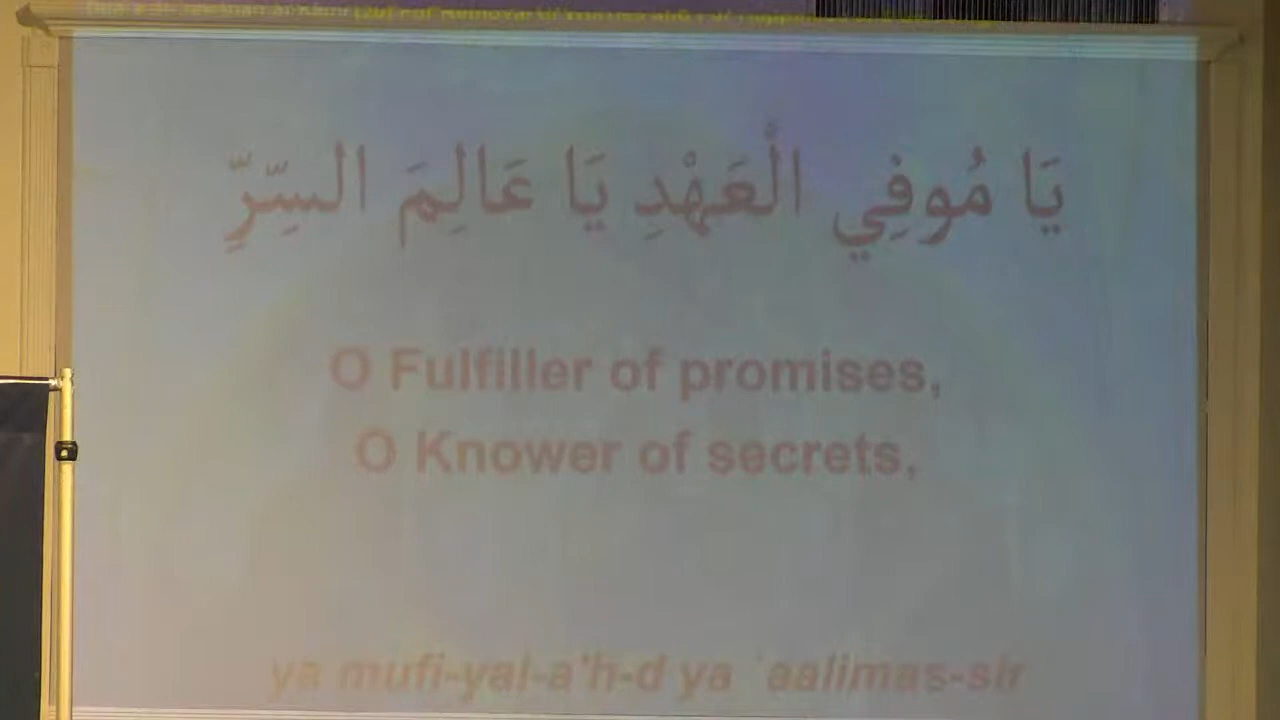 يَا مُوفِي الْعَهْدِ يَا عَالِمَ السِّرِّ
O Fulfiller of promises,
O Knower of secrets,
ya mufi-yal-a'h-d ya `aalimas-sir